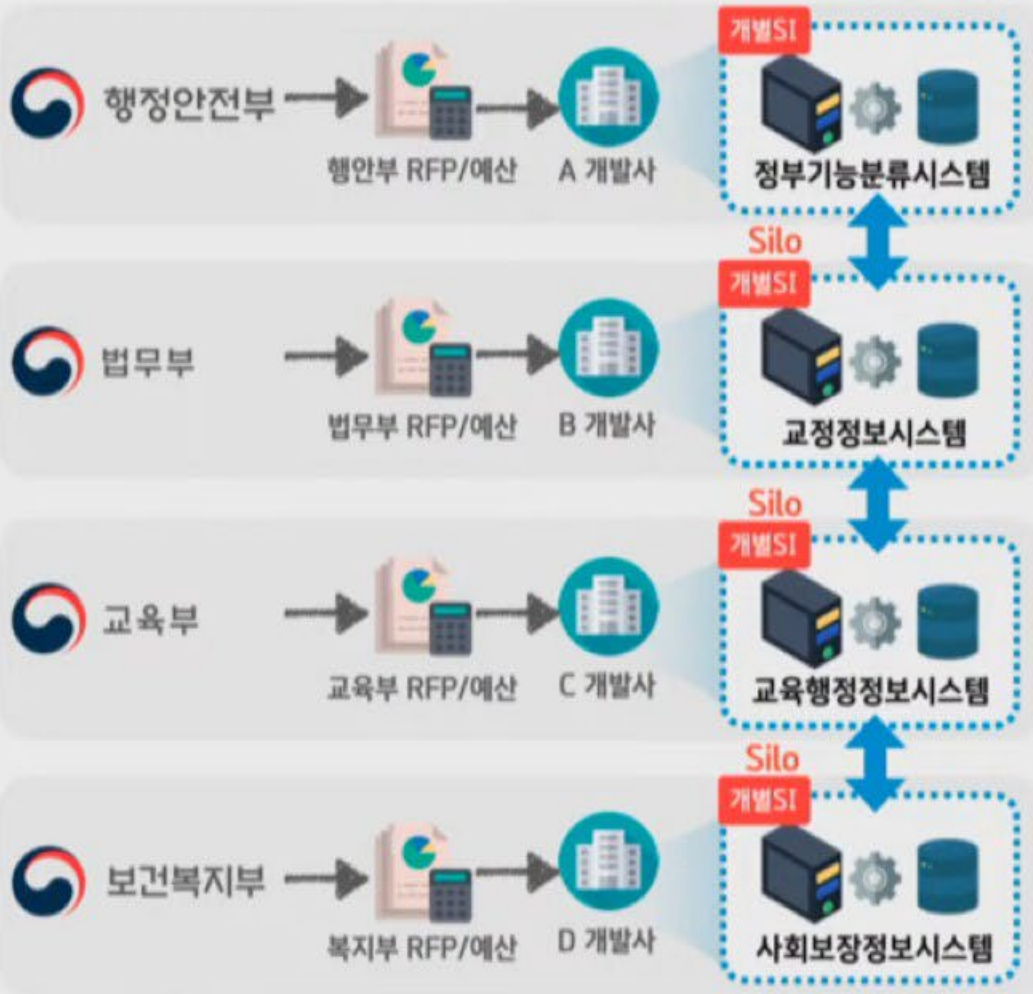 개별SI
행정안전부
행안부 RFP/예산
A 개발사
정부기능분류시스템
Silo
개별SI
법무부
법무부 RFP/예산
B 개발사
교정정보시스템
Silo
개별SI
교육부
교육부 RFP/예산
C 개발사
교육행정정보시스템
Silo
개별SI
보건복지부
복지부 RFP/예산
D 개발사
사회보장정보시스템